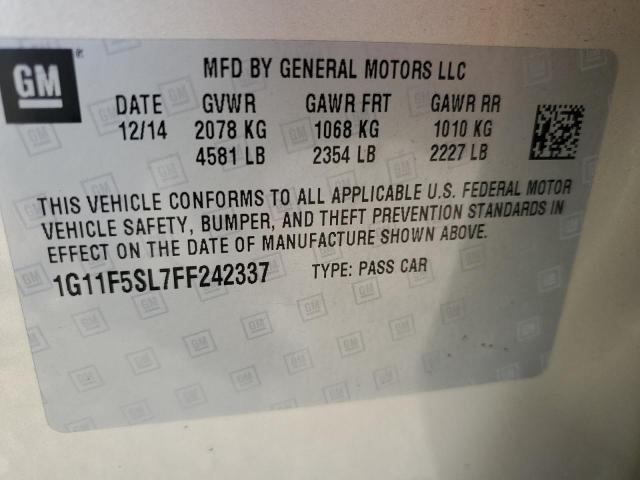 GM
MFD BY GENERAL MOTORS LLC
DATE GVWR GAWR FRT GAWR RR
12/14 2078 KG 1068 KG 1010 KG
4581 LB 2354 LB 2227 LB
THIS VEHICLE CONFORMS TO ALL APPLICABLE U.S. FEDERAL MOTOR
VEHICLE SAFETY, BUMPER, AND THEFT PREVENTION STANDARDS IN
EFFECT ON THE DATE OF MANUFACTURE SHOWN ABOVE.
1G11F5SL7FF242337 TYPE: PASS CAR